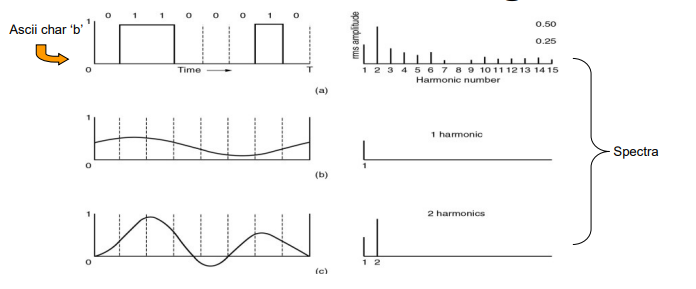 Ascii char ‘b’
0 1 1 0 0 0 1 0
1
0
Time
T
(a)
rms amplitude
0.50
0.25
1 2 3 4 5 6 7 8 9 10 11 12 13 14 15
Harmonic number
1
0
(b)
1 harmonic
1
Spectra
1
0
(c)
2 harmonics
1 2